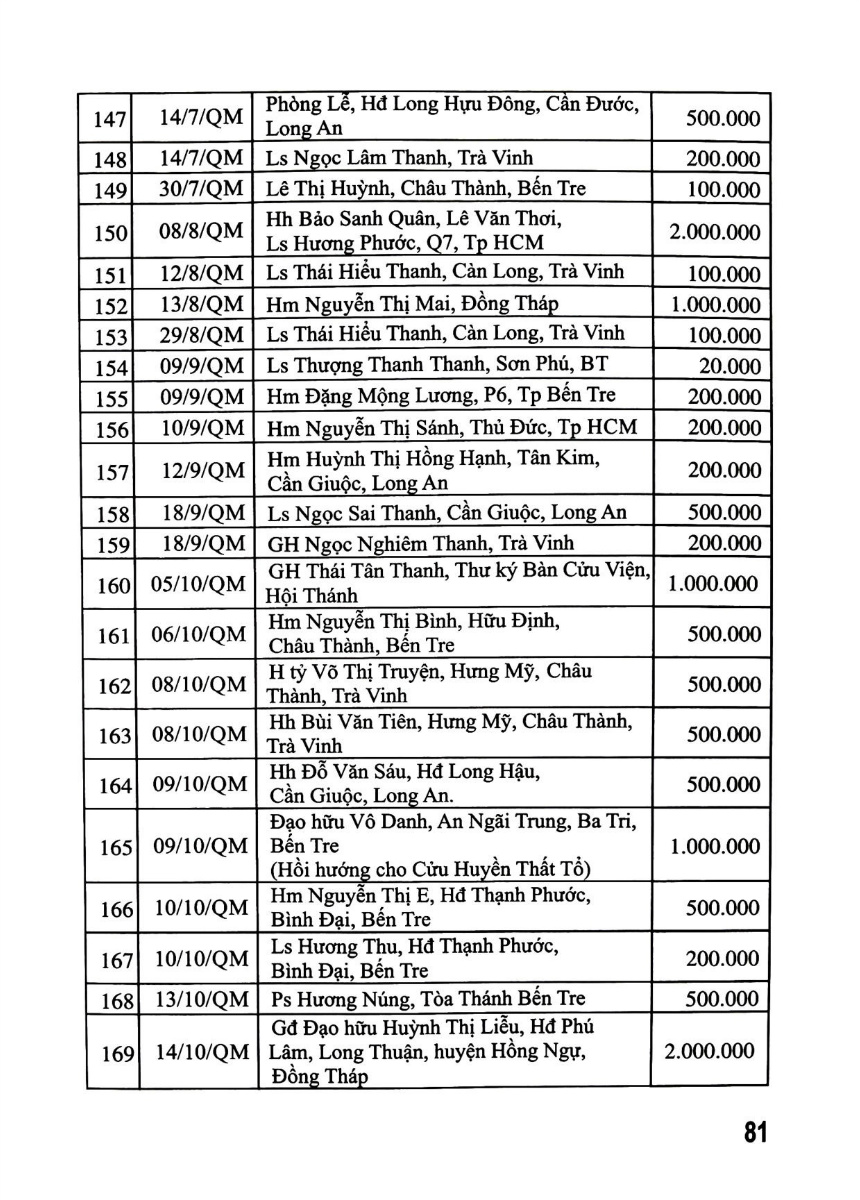 147 14/7/QM Phòng Lễ, Hđ Long Hựu Đông, Cần Đước, 500.000
Long An
148 14/7/QM Ls Ngọc Lâm Thanh, Trà Vinh 200.000
149 30/7/QM Lê Thị Huỳnh, Châu Thành, Bến Tre 100.000
150 08/8/QM Hh Bảo Sanh Quân, Lê Văn Thơi, 2.000.000
Ls Hương Phước, Q7, Tp HCM
151 12/8/QM Ls Thái Hiểu Thanh, Càn Long, Trà Vinh 100.000
152 13/8/QM Hm Nguyễn Thị Mai, Đồng Tháp 1.000.000
153 29/8/QM Ls Thái Hiểu Thanh, Càn Long, Trà Vinh 100.000
154 09/9/QM Ls Thượng Thanh Thanh, Sơn Phú, BT 20.000
155 09/9/QM Hm Đặng Mộng Lương, P6, Tp Bến Tre 200.000
156 10/9/QM Hm Nguyễn Thị Sánh, Thủ Đức, Tp HCM 200.000
157 12/9/QM Hm Huỳnh Thị Hồng Hạnh, Tân Kim, 200.000
Cần Giuộc, Long An
158 18/9/QM Ls Ngọc Sai Thanh, Cần Giuộc, Long An 500.000
159 18/9/QM GH Ngọc Nghiêm Thanh, Trà Vinh 200.000
160 05/10/QM GH Thái Tân Thanh, Thư ký Bàn Cửu Viện, 1.000.000
Hội Thánh
161 06/10/QM Hm Nguyễn Thị Bình, Hữu Định, 500.000
Châu Thành, Bến Tre
162 08/10/QM H tỷ Võ Thị Truyện, Hưng Mỹ, Châu 500.000
Thành, Trà Vinh
163 08/10/QM Hh Bùi Văn Tiên, Hưng Mỹ, Châu Thành, 500.000
Trà Vinh
164 09/10/QM Hh Đỗ Văn Sáu, Hđ Long Hậu, 500.000
Cần Giuộc, Long An.
165 09/10/QM Đạo hữu Vô Danh, An Ngãi Trung, Ba Tri, 1.000.000
Bến Tre
(Hồi hướng cho Cửu Huyền Thất Tổ)
166 10/10/QM Hm Nguyễn Thị E, Hđ Thạnh Phước, 500.000
Bình Đại, Bến Tre
167 10/10/QM Ls Hương Thu, Hđ Thạnh Phước, 200.000
Bình Đại, Bến Tre
168 13/10/QM Ps Hương Núng, Tòa Thánh Bến Tre 500.000
169 14/10/QM Gđ Đạo hữu Huỳnh Thị Liễu, Hđ Phú 2.000.000
Lâm, Long Thuận, huyện Hồng Ngự,
Đồng Tháp
81